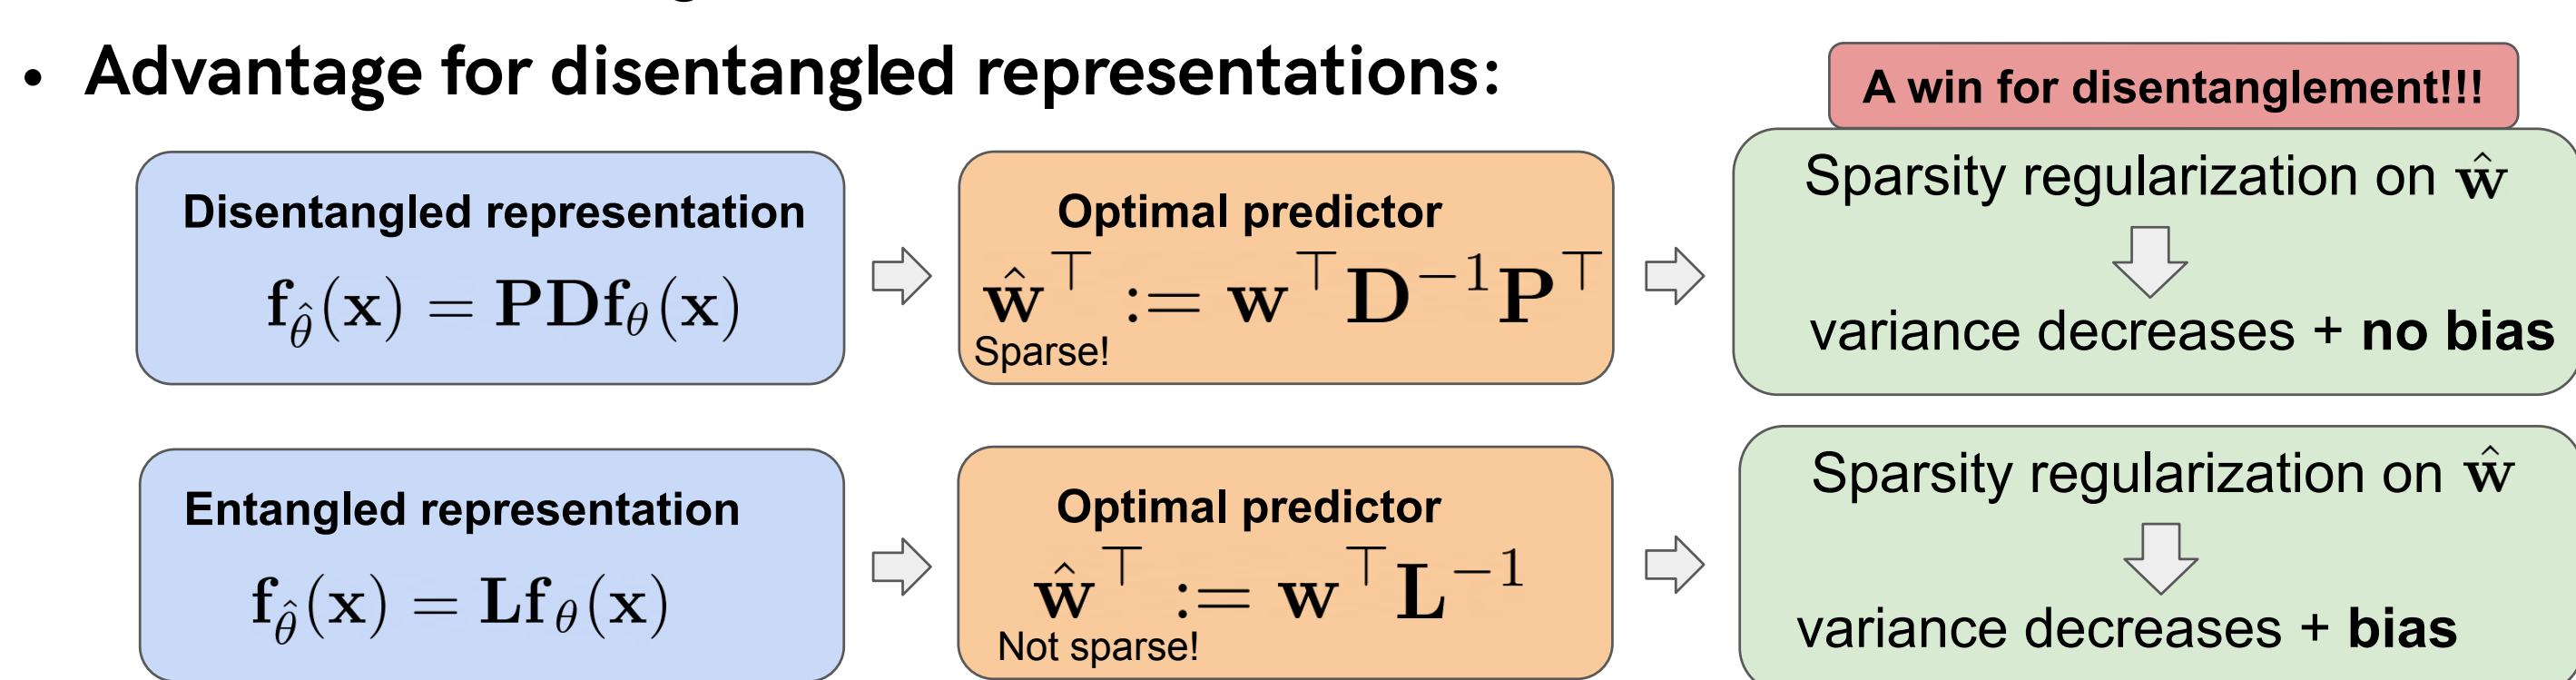 • Advantage for disentangled representations:
A win for disentanglement!!!
Disentangled representation
f_θ̂(x) = PDf_θ(x)
Optimal predictor
ŵ^⊤ := w^⊤D^{−1}P^⊤
Sparse!
Sparsity regularization on ŵ
variance decreases + no bias
Entangled representation
f_θ̂(x) = Lf_θ(x)
Optimal predictor
ŵ^⊤ := w^⊤L^{−1}
Not sparse!
Sparsity regularization on ŵ
variance decreases + bias